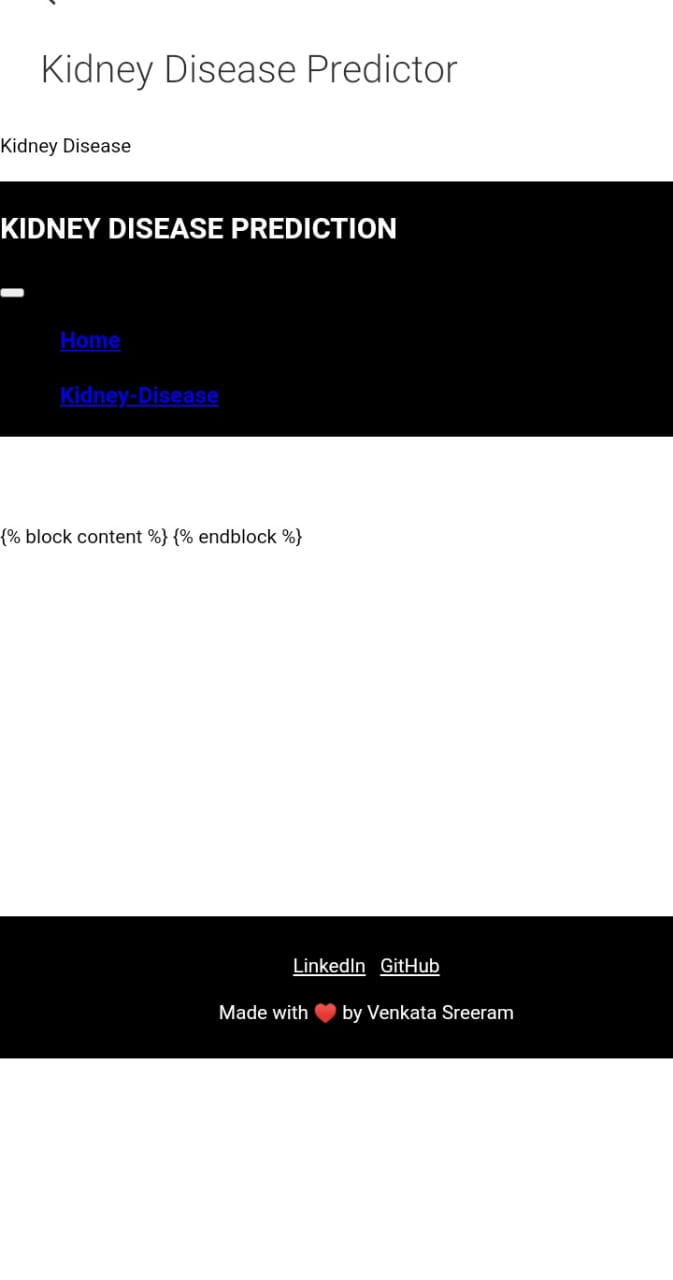 Kidney Disease Predictor
Kidney Disease
KIDNEY DISEASE PREDICTION
Home
Kidney-Disease
{% block content %} {% endblock %}
LinkedIn GitHub
Made with ❤️ by Venkata Sreeram